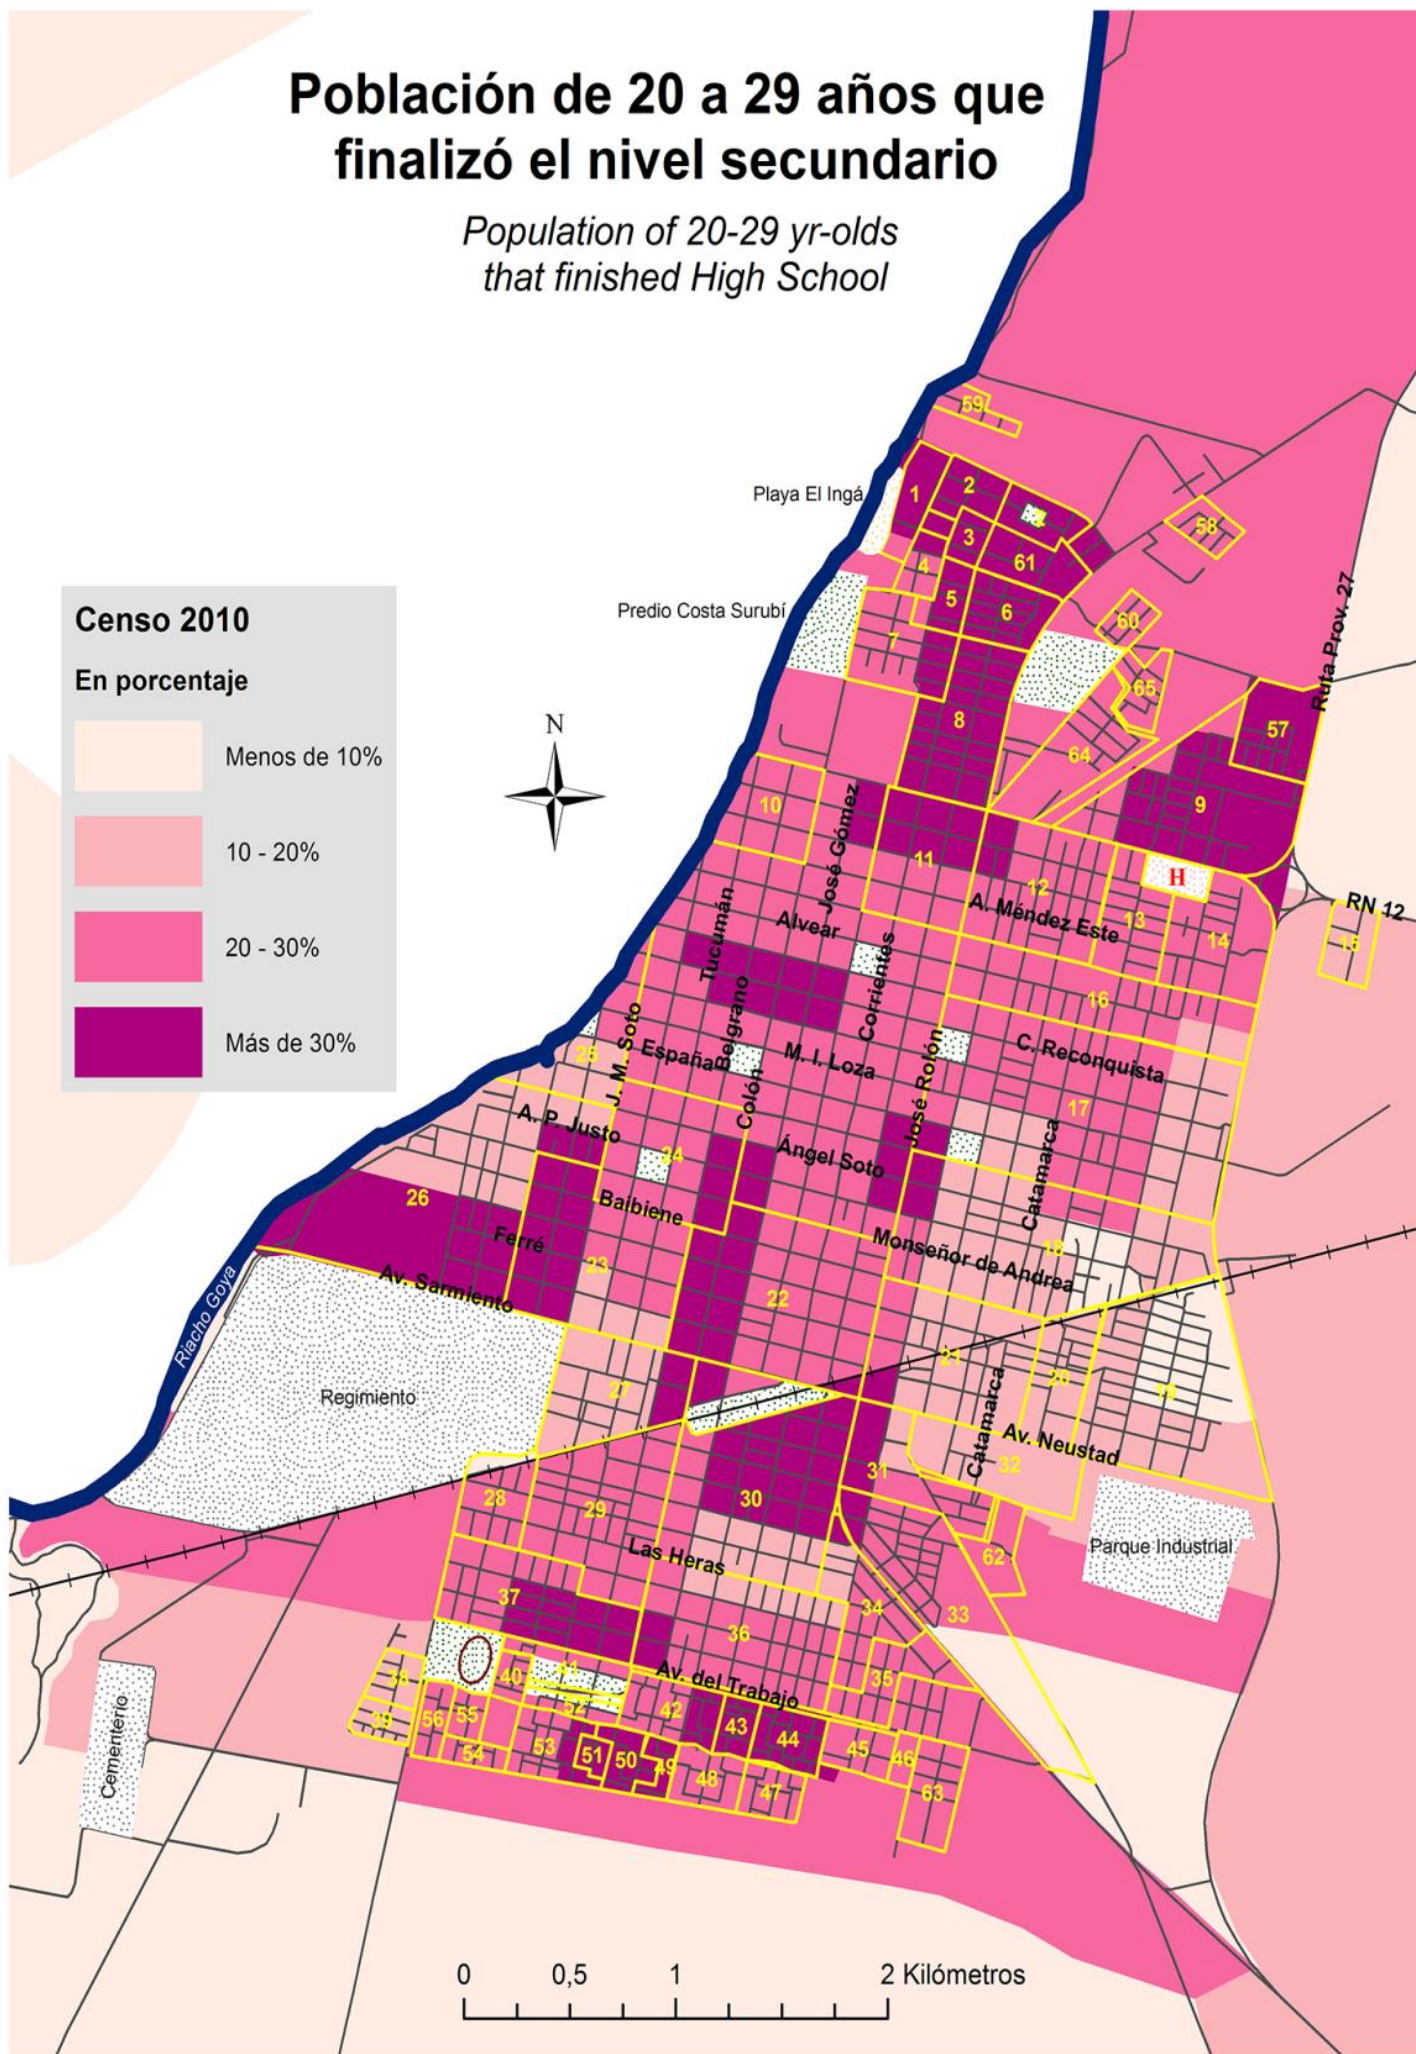 Población de 20 a 29 años que
finalizó el nivel secundario
Population of 20-29 yr-olds
that finished High School
59
Playa El Ingá
1
2
3
4
61
58
Predio Costa Surubí
5
6
7
60
Ruta Prov. 27
65
8
57
64
Censo 2010
En porcentaje
Menos de 10%
10 - 20%
20 - 30%
Más de 30%
N
10
José Gómez
9
11
12
H
A. Méndez Este
13
14
RN 12
15
Tucumán
Alvear
Corrientes
16
Belgrano
J. M. Soto
España
25
M. I. Loza
José Rolón
C. Reconquista
Colón
17
A. P. Justo
24
Ángel Soto
Catamarca
26
Baibiene
Ferré
23
Monseñor de Andrea
18
Av. Sarmiento
22
Riacho Goya
Regimiento
27
21
20
19
Catamarca
Av. Neustad
28
29
30
31
32
Las Heras
62
Parque Industrial
37
36
34
33
38
40
41
Av. del Trabajo
35
39
56
55
52
42
43
44
54
53
51
50
49
48
47
45
46
63
Cementerio
0
0,5
1
2 Kilómetros